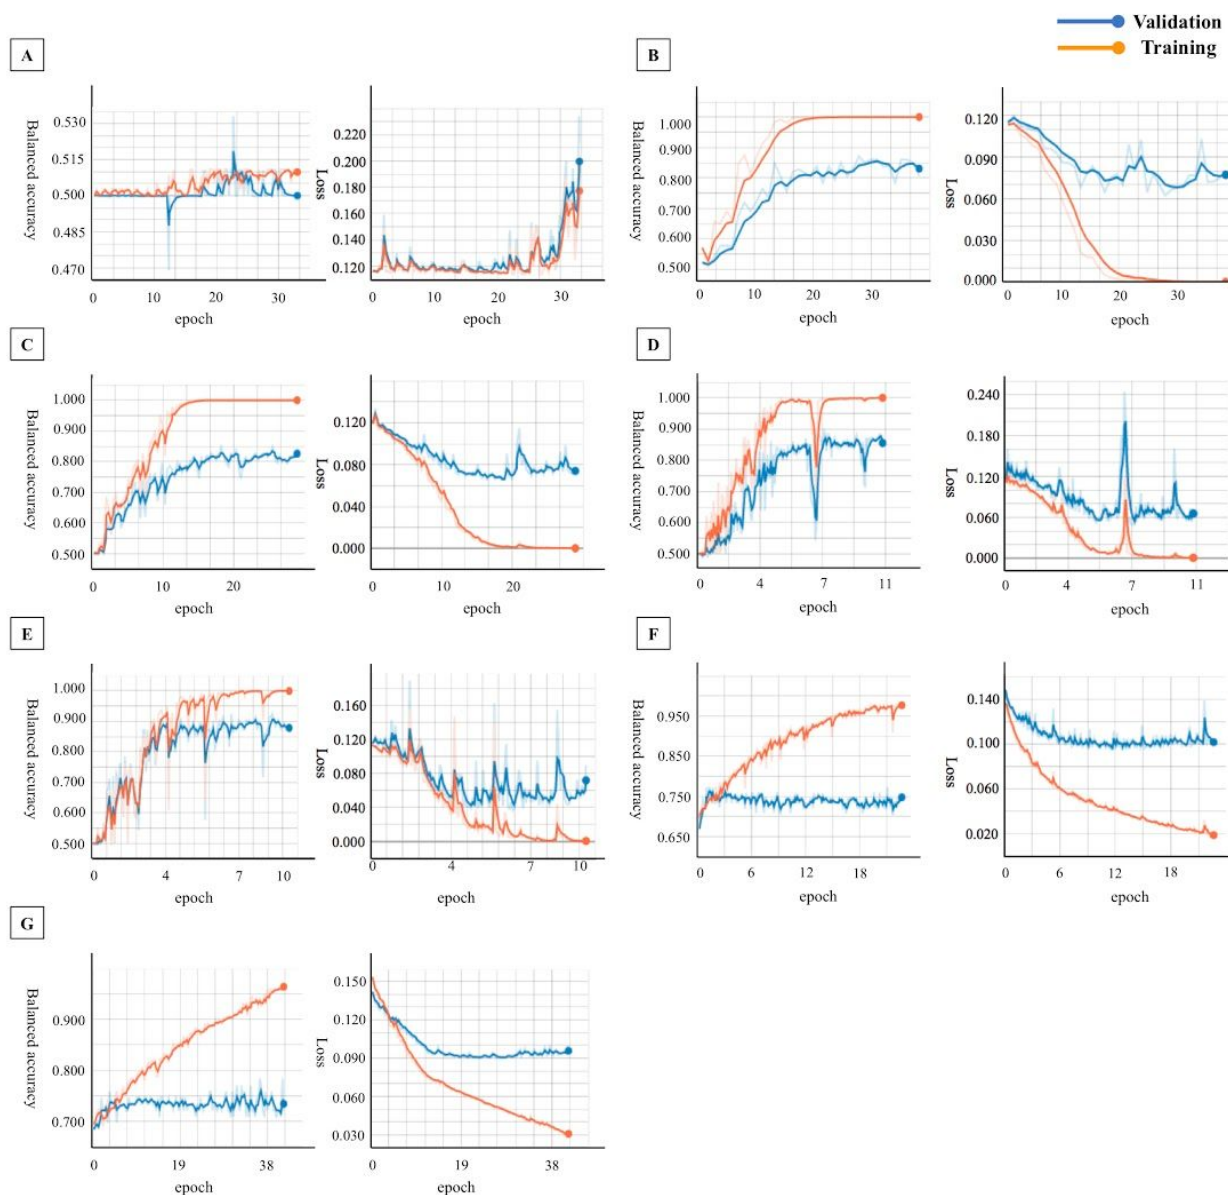 Validation
Training
A
Balanced accuracy
0.530
0.515
0.500
0.485
0.470
0 10 20 30
epoch
Loss
0.220
0.200
0.180
0.160
0.140
0.120
0 10 20 30
epoch
B
Balanced accuracy
1.000
0.900
0.800
0.700
0.600
0.500
0 10 20 30
epoch
Loss
0.120
0.090
0.060
0.030
0.000
0 10 20 30
epoch
C
Balanced accuracy
1.000
0.900
0.800
0.700
0.600
0.500
0 10 20
epoch
Loss
0.120
0.080
0.040
0.000
0 20
epoch
D
Balanced accuracy
1.000
0.900
0.800
0.700
0.600
0.500
0 4 7 11
epoch
Loss
0.240
0.180
0.120
0.060
0.000
0 4 7 11
epoch
E
Balanced accuracy
1.000
0.900
0.800
0.700
0.600
0.500
0 4 7 10
epoch
Loss
0.160
0.120
0.080
0.040
0.000
0 4 7 10
epoch
F
Balanced accuracy
0.950
0.850
0.750
0.650
0 6 12 18
epoch
Loss
0.140
0.100
0.060
0.020
0 6 12 18
epoch
G
Balanced accuracy
0.900
0.800
0.700
0 19 38
epoch
Loss
0.150
0.120
0.090
0.060
0.030
0 19 38
epoch